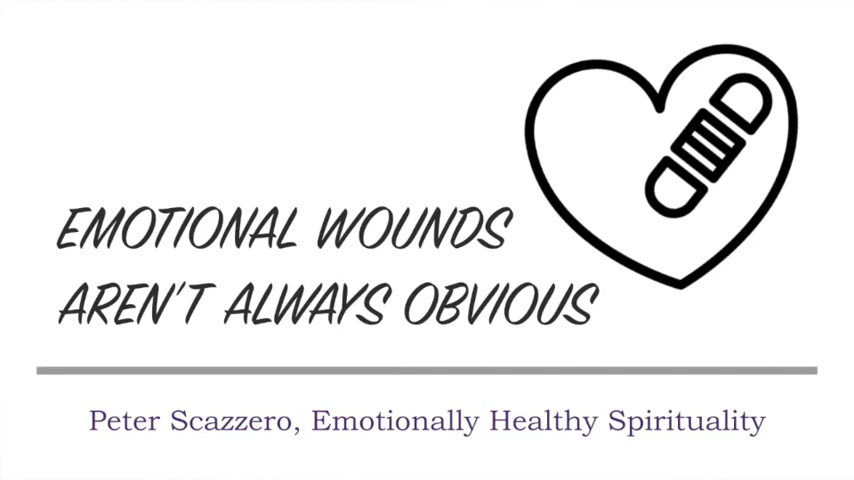 EMOTIONAL WOUNDS
AREN'T ALWAYS OBVIOUS
Peter Scazzero, Emotionally Healthy Spirituality